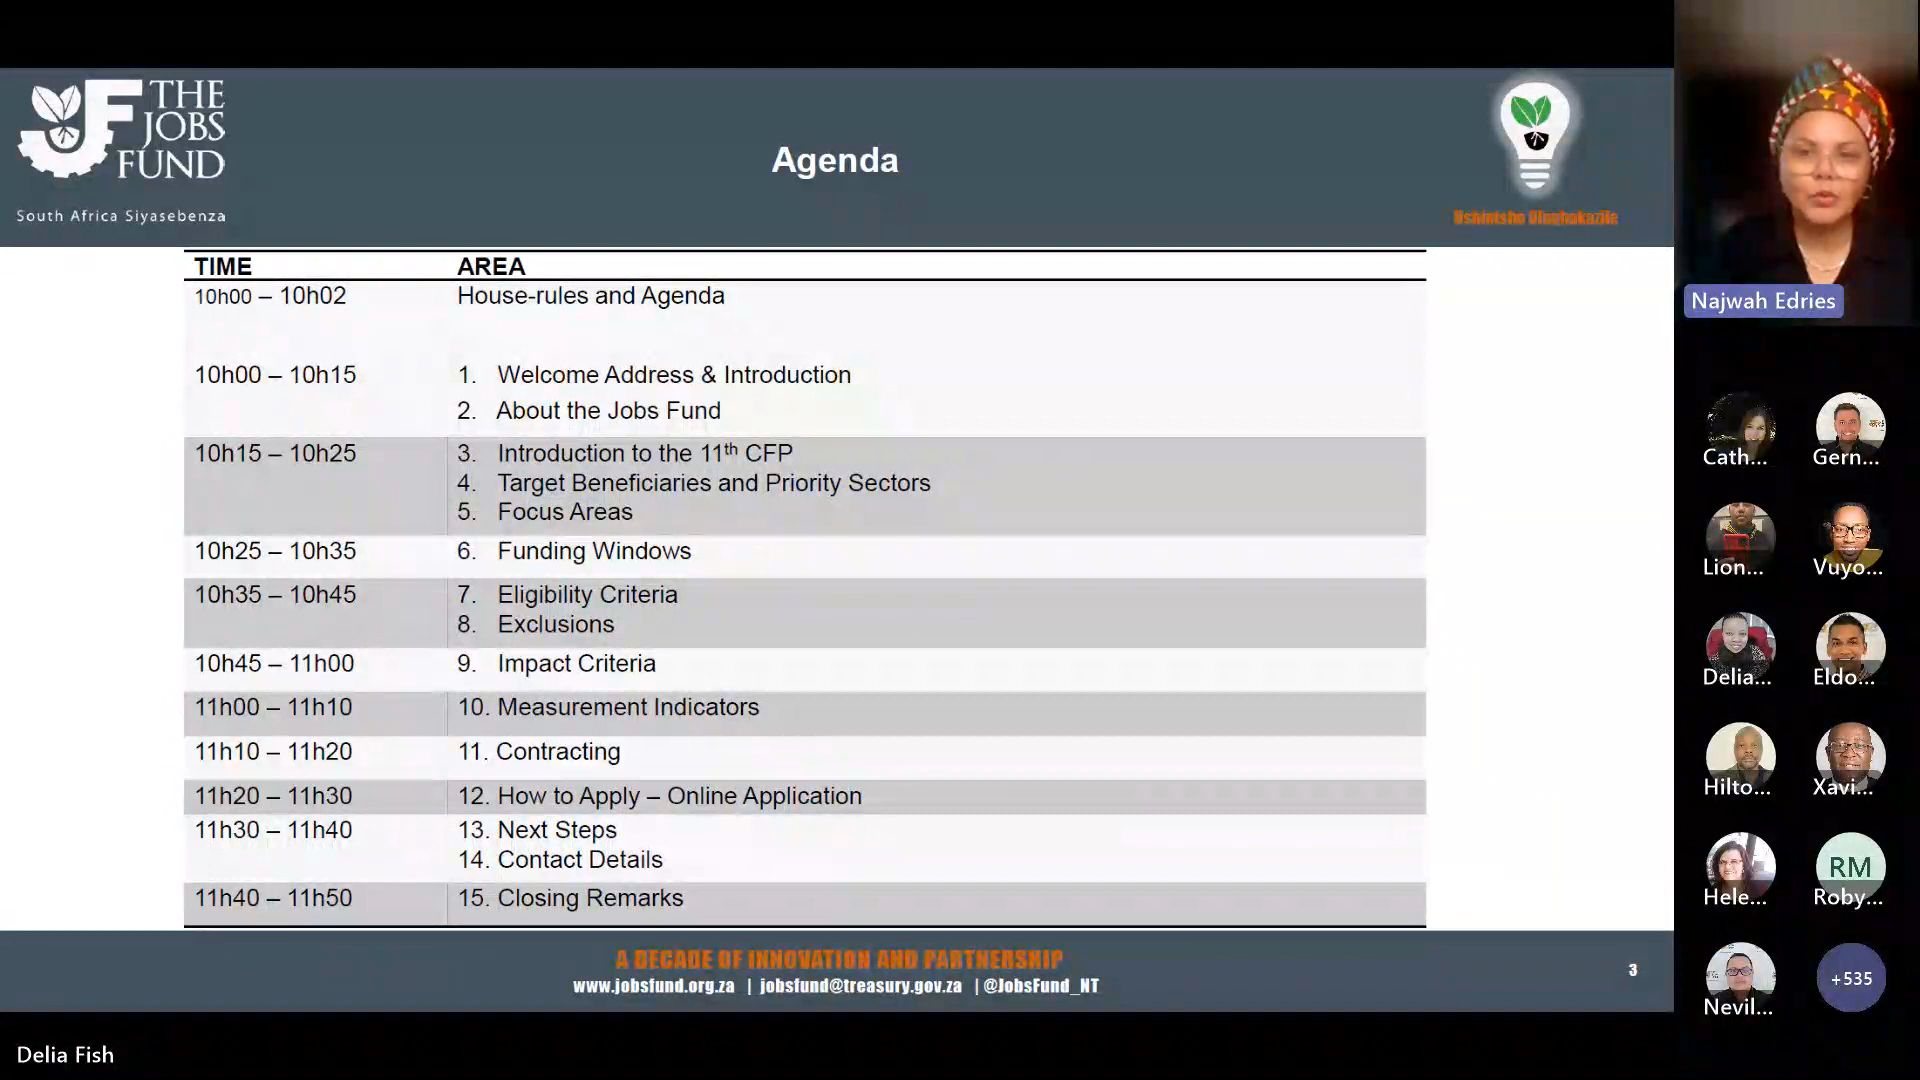 THE
JOBS
FUND
South Africa Siyasebenza
Agenda
TIME AREA
10h00 – 10h02 House-rules and Agenda
10h00 – 10h15 1. Welcome Address & Introduction
2. About the Jobs Fund
10h15 – 10h25 3. Introduction to the 11th CFP
4. Target Beneficiaries and Priority Sectors
5. Focus Areas
10h25 – 10h35 6. Funding Windows
10h35 – 10h45 7. Eligibility Criteria
8. Exclusions
10h45 – 11h00 9. Impact Criteria
11h00 – 11h10 10. Measurement Indicators
11h10 – 11h20 11. Contracting
11h20 – 11h30 12. How to Apply – Online Application
11h30 – 11h40 13. Next Steps
14. Contact Details
11h40 – 11h50 15. Closing Remarks
A DECADE OF INNOVATION AND PARTNERSHIP
www.jobsfund.org.za | jobsfund@treasury.gov.za | @JobsFund_NT
3
Delia Fish
Najwah Edries
Cath... Gern...
Lion... Vuyo...
Delia... Eldo...
Hilto... Xavi...
RM
Hele... Roby...
+535
Nevil...